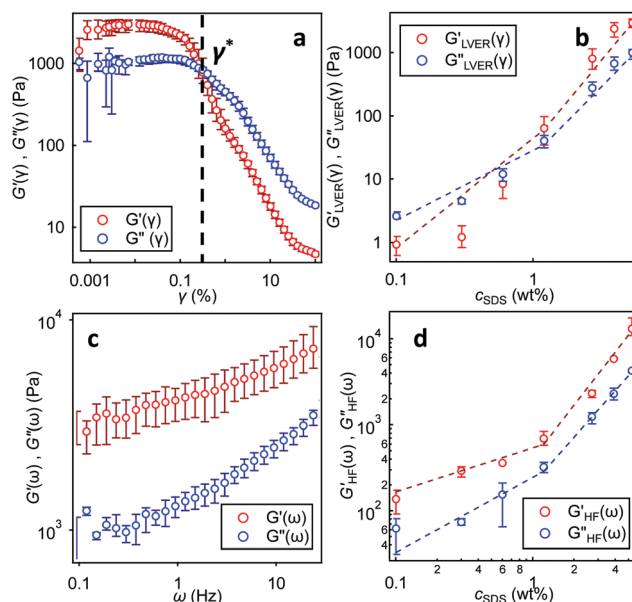 a
γ*
G'(γ) , G''(γ) (Pa)
1000
100
10
G'(γ)
G'' (γ)
0.001
0.1
10
γ (%)
b
G'LVER(γ) , G''LVER(γ) (Pa)
1000
100
10
1
G'LVER(γ)
G''LVER(γ)
0.1
1
cSDS (wt%)
c
G'(ω) , G''(ω) (Pa)
10⁴
10³
G'(ω)
G''(ω)
0.1
1
10
ω (Hz)
d
G'HF(ω) , G''HF(ω)
10⁴
6
4
2
10³
6
4
2
10²
6
4
G'HF(ω)
G''HF(ω)
0.1
2
4
6
8
1
2
4
cSDS (wt%)